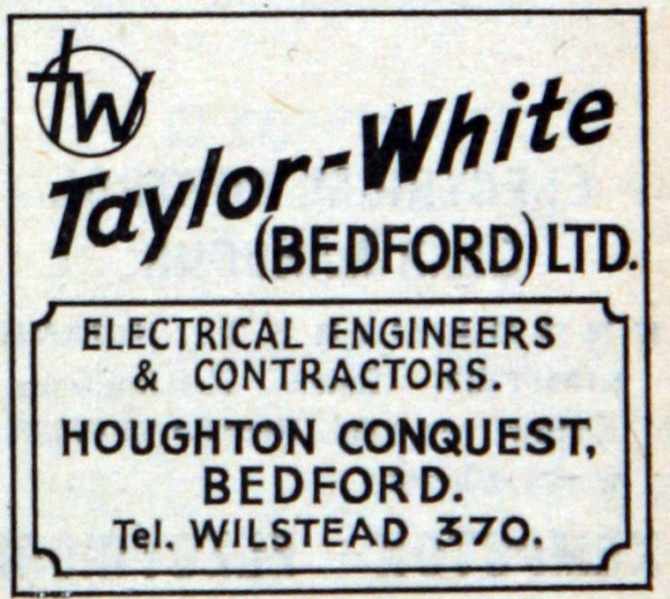 tw
Taylor-White
(BEDFORD) LTD.
ELECTRICAL ENGINEERS
& CONTRACTORS.
HOUGHTON CONQUEST,
BEDFORD.
Tel. WILSTEAD 370.